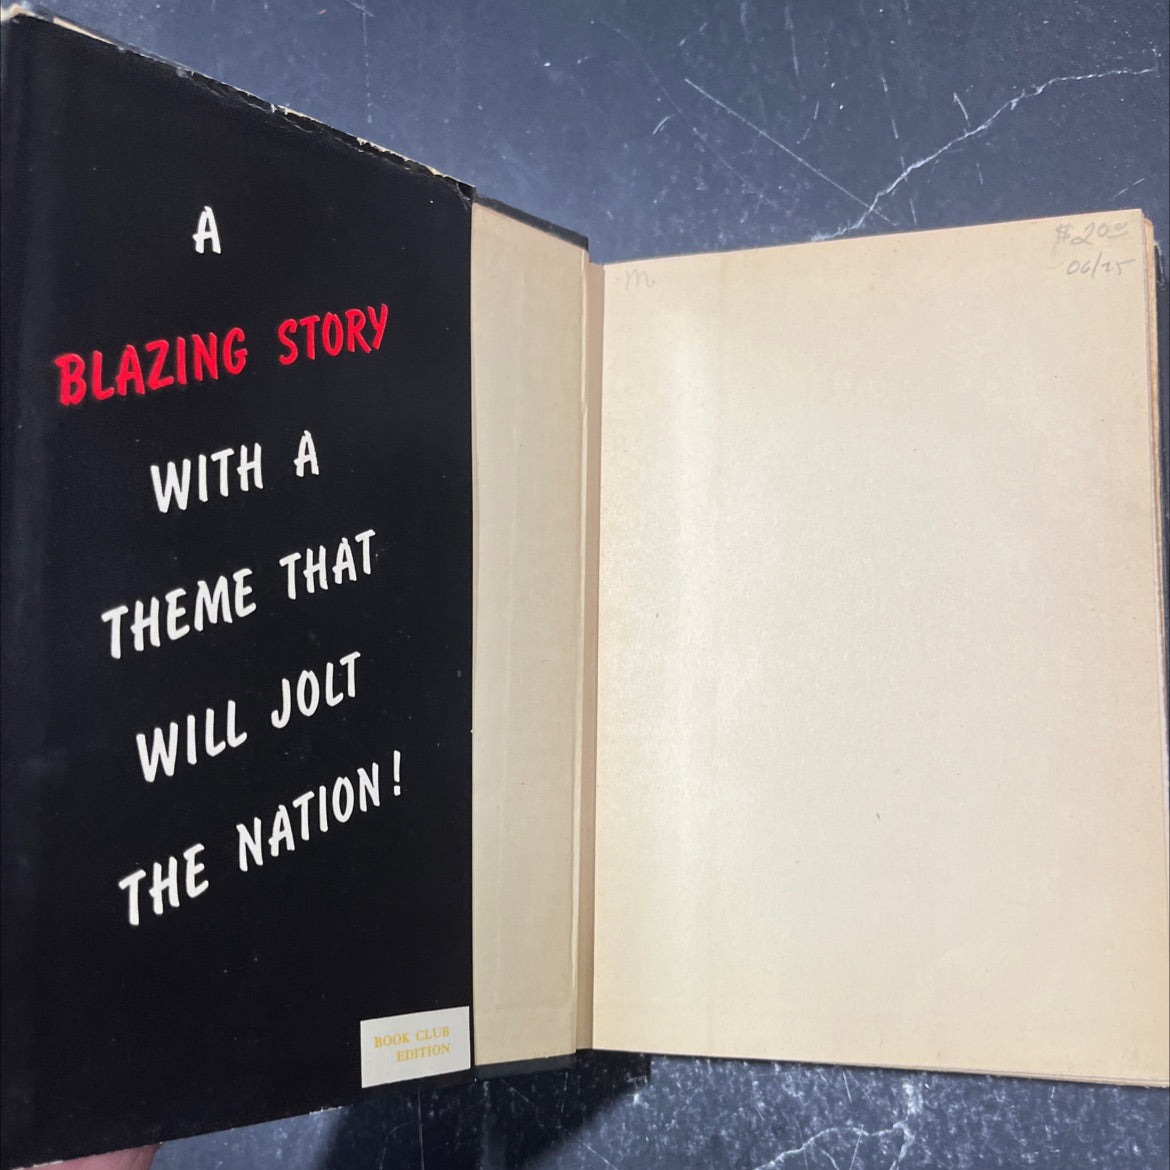 A
BLAZING STORY
WITH A
THEME THAT
WILL JOLT
THE NATION!
BOOK CLUB
EDITION
m
$20.00
06/25